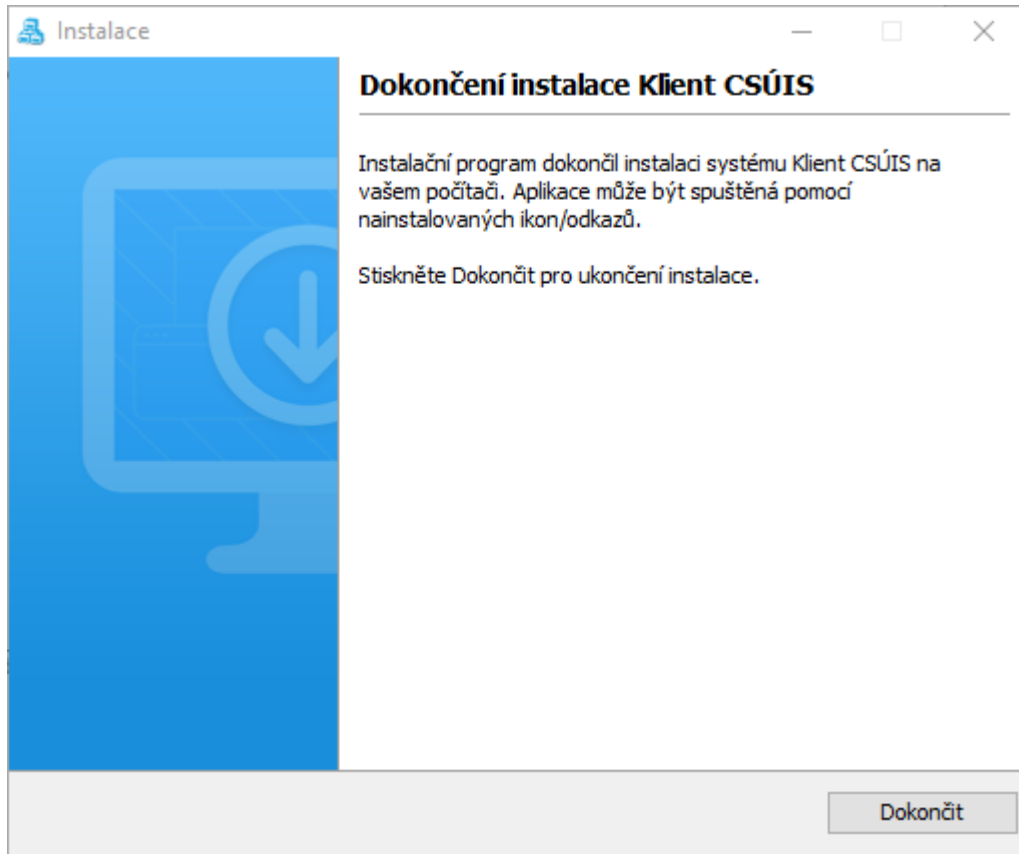 Instalace
Dokončení instalace Klient CSÚIS
Instalační program dokončil instalaci systému Klient CSÚIS na
vašem počítači. Aplikace může být spuštěná pomocí
nainstalovaných ikon/odkazů.
Stiskněte Dokončit pro ukončení instalace.
Dokončit